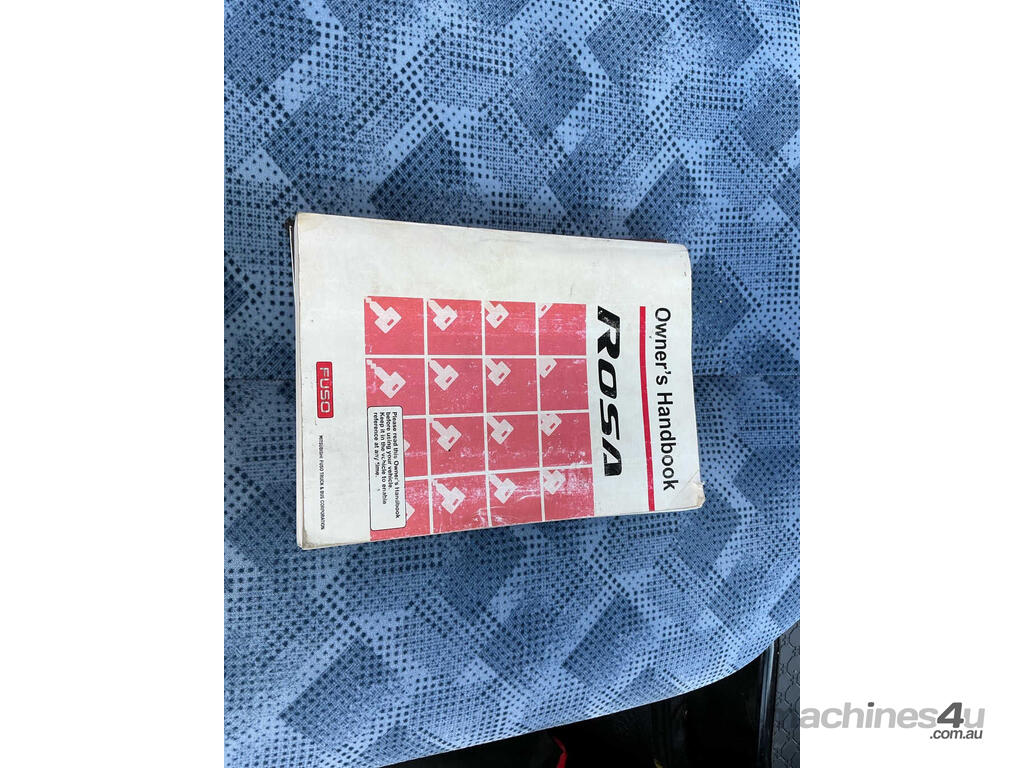 Owner's Handbook
ROSA
Please read this Owner's Handbook
before using your vehicle.
Keep it in the vehicle to enable
reference at any time.
FUSO
MITSUBISHI FUSO TRUCK & BUS CORPORATION
machines4u
.com.au